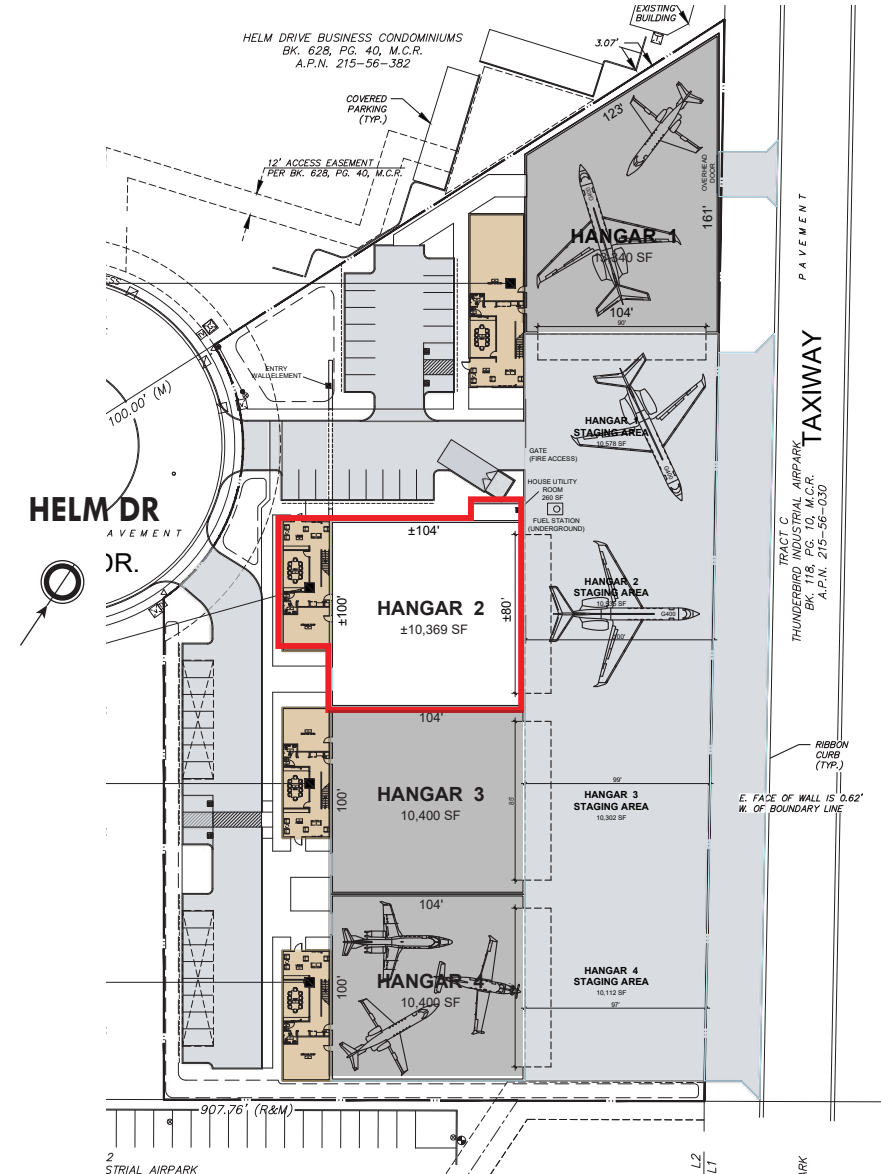 EXISTING
BUILDING
3.07'
HELM DRIVE BUSINESS CONDOMINIUMS
BK. 628, PG. 40, M.C.R.
A.P.N. 215-56-382
COVERED
PARKING
(TYP.)
12' ACCESS EASEMENT
PER BK. 628, PG. 40, M.C.R.
123'
OVERHEAD
DOOR
161'
HANGAR 1
104'
90'
PAVEMENT
TAXIWAY
ENTRY
WALL ELEMENT
100.00' (M)
HANGAR 1
STAGING AREA
10,578 SF
G400
GATE
(FIRE ACCESS)
HOUSE UTILITY
ROOM
260 SF
FUEL STATION
(UNDERGROUND)
TRACT C
THUNDERBIRD INDUSTRIAL AIRPARK
BK. 118, PG. 10, M.C.R.
A.P.N. 215-56-030
HELM DR
AVEMENT
DR.
±104'
±100'
HANGAR 2
±10,369 SF
±80'
HANGAR 2
STAGING AREA
G400
104'
HANGAR 3
10,400 SF
100'
99'
HANGAR 3
STAGING AREA
10,302 SF
RIBBON
CURB
(TYP.)
E. FACE OF WALL IS 0.62'
W. OF BOUNDARY LINE
104'
HANGAR 4
10,400 SF
100'
HANGAR 4
STAGING AREA
10,112 SF
97'
907.76' (R&M)
2
STRIAL AIRPARK
L2
L1
ARK